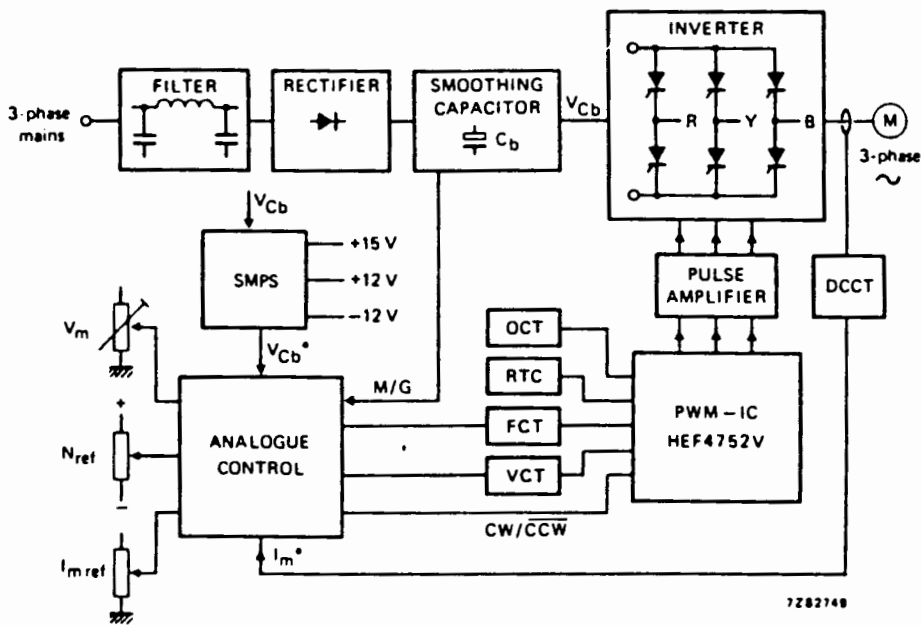 INVERTER
FILTER
RECTIFIER
SMOOTHING
CAPACITOR
C_b
3-phase
mains
V_Cb
R
Y
B
M
3-phase
~
V_Cb
SMPS
+15 V
+12 V
-12 V
PULSE
AMPLIFIER
DCCT
V_m
V_Cb*
OCT
RTC
M/G
FCT
VCT
PWM-IC
HEF4752V
+
N_ref
-
ANALOGUE
CONTROL
CW/C̅C̅W̅
I_m ref
I_m*
7Z82749